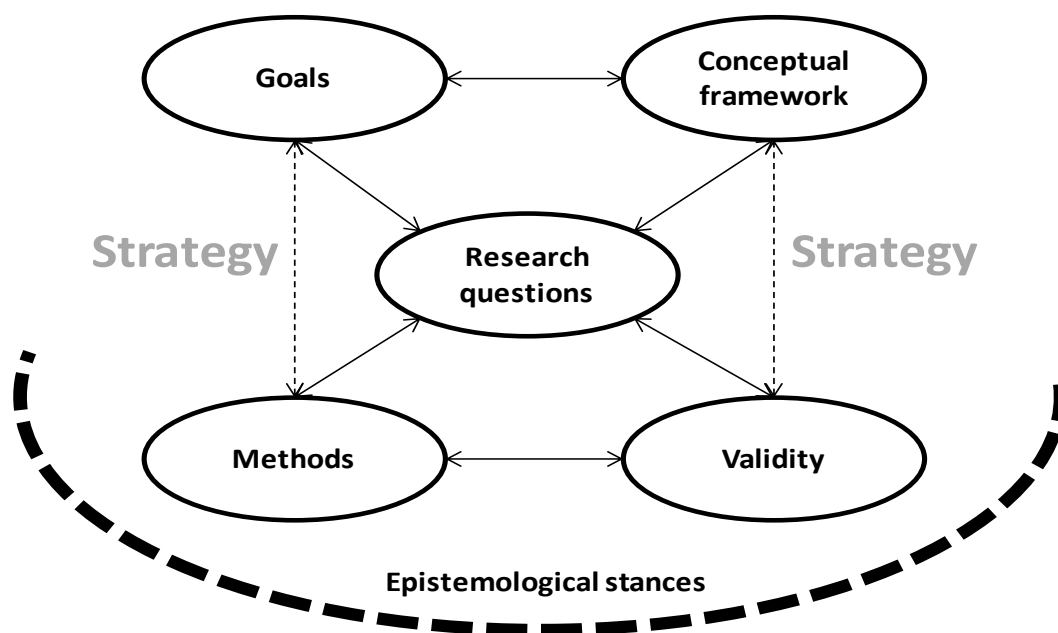 Goals
Conceptual
framework
Strategy
Research
questions
Strategy
Methods
Validity
Epistemological stances